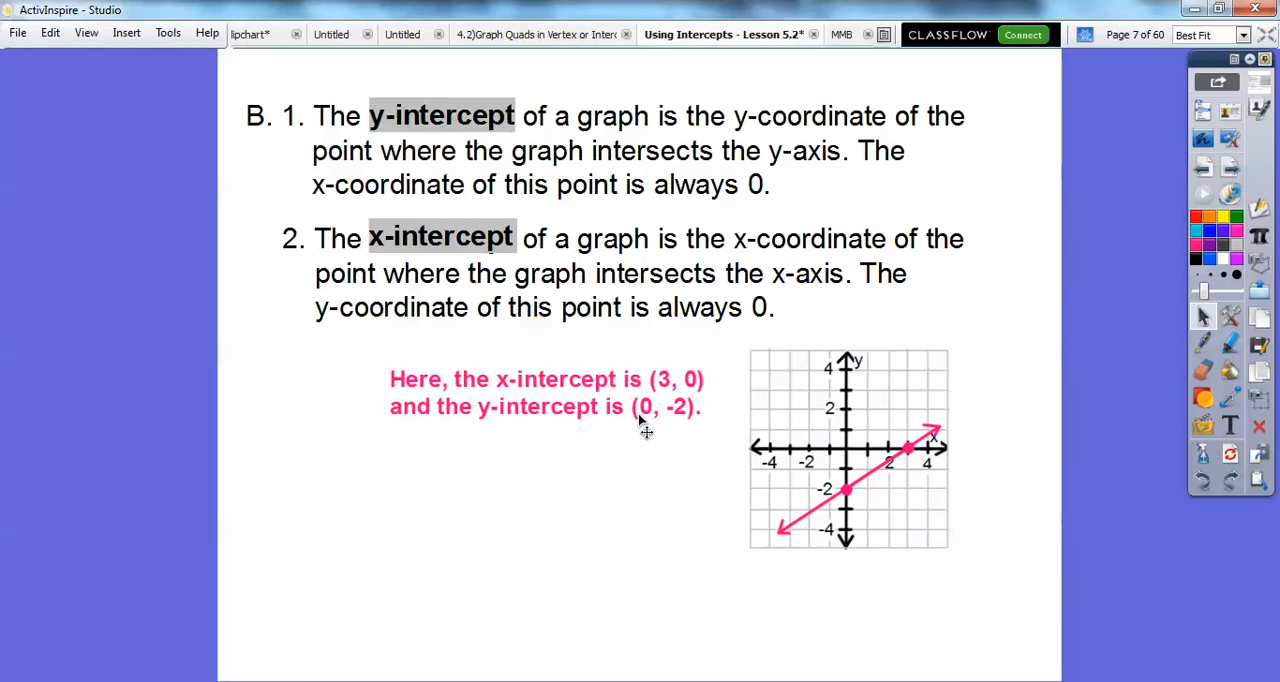 ActivInspire - Studio
File Edit View Insert Tools Help lipchart* Untitled Untitled 4.2)Graph Quads in Vertex or Inter Using Intercepts - Lesson 5.2* MMB CLASSFLOW Connect Page 7 of 60 Best Fit
B. 1. The y-intercept of a graph is the y-coordinate of the
point where the graph intersects the y-axis. The
x-coordinate of this point is always 0.
2. The x-intercept of a graph is the x-coordinate of the
point where the graph intersects the x-axis. The
y-coordinate of this point is always 0.
Here, the x-intercept is (3, 0)
and the y-intercept is (0, -2).
y
4
2
x
-4 -2 2 4
-2
-4